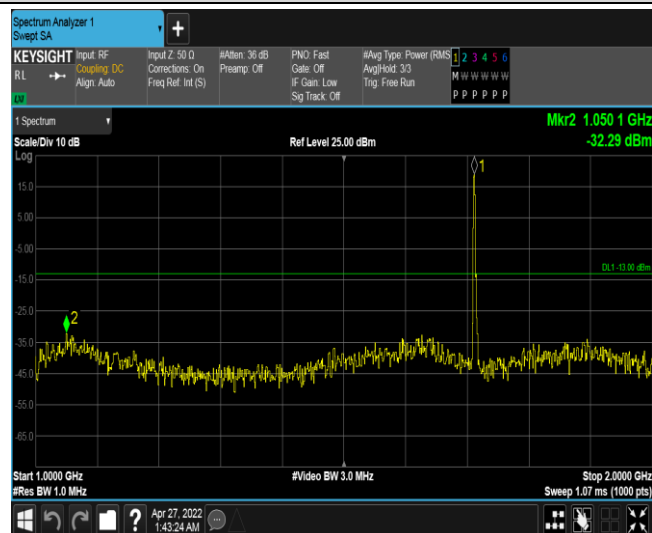 Spectrum Analyzer 1
Swept SA
+
KEYSIGHT
RL
Input: RF
Coupling: DC
Align: Auto
Input Z: 50 Ω
Corrections: On
Freq Ref: Int (S)
#Atten: 36 dB
Preamp: Off
PNO: Fast
Gate: Off
IF Gain: Low
Sig Track: Off
#Avg Type: Power (RMS
Avg|Hold: 3/3
Trig: Free Run
1 2 3 4 5 6
M W W W W W
P P P P P P
1 Spectrum
Mkr2 1.050 1 GHz
Scale/Div 10 dB
Ref Level 25.00 dBm
-32.29 dBm
Log
1
15.0
5.00
-5.00
DL1 -13.00 dBm
-15.0
-25.0
2
-35.0
-45.0
-55.0
-65.0
Start 1.0000 GHz
#Video BW 3.0 MHz
Stop 2.0000 GHz
#Res BW 1.0 MHz
Sweep 1.07 ms (1000 pts)
?
Apr 27, 2022
1:43:24 AM